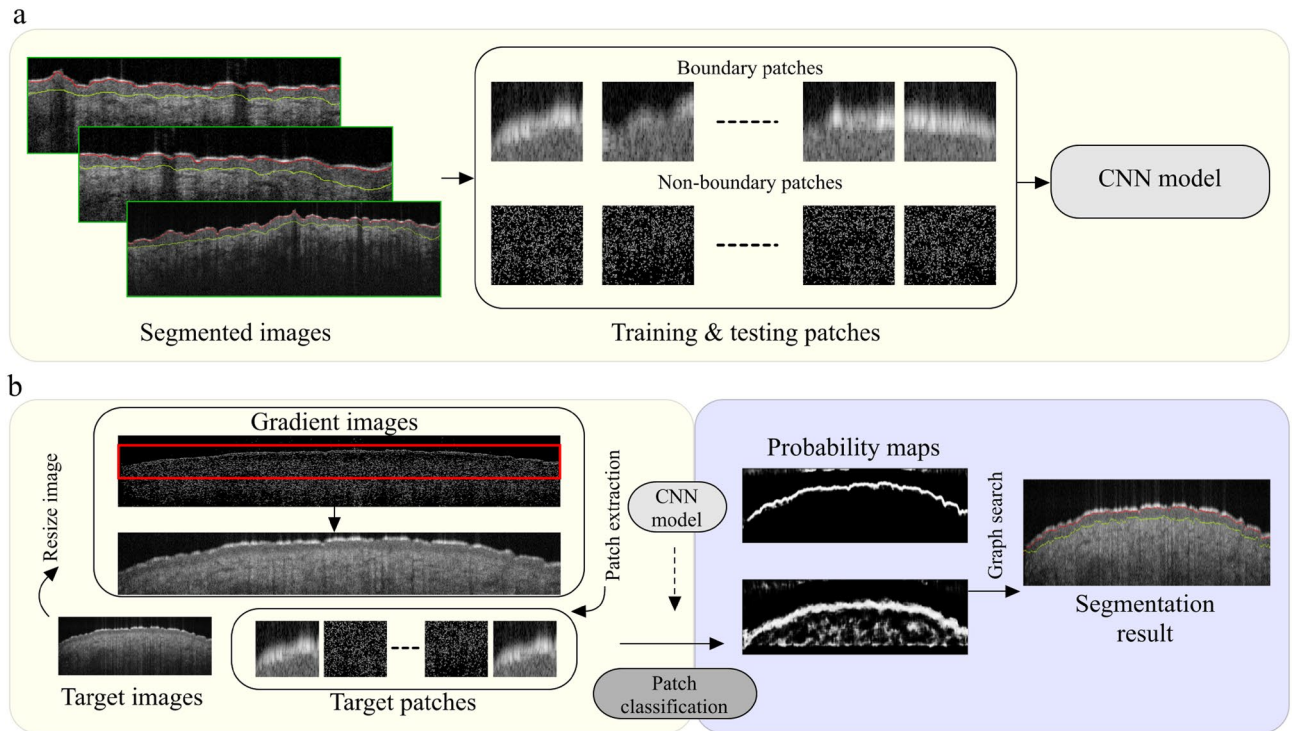 a
Boundary patches
Non-boundary patches
CNN model
Segmented images
Training & testing patches
b
Gradient images
Resize image
Patch extraction
Target images
Target patches
CNN
model
Patch
classification
Probability maps
Graph search
Segmentation
result